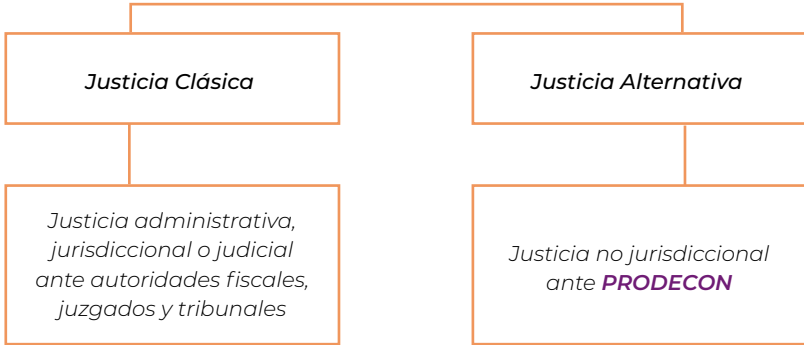 Justicia Clásica
Justicia Alternativa
Justicia administrativa,
jurisdiccional o judicial
ante autoridades fiscales,
juzgados y tribunales
Justicia no jurisdiccional
ante PRODECON